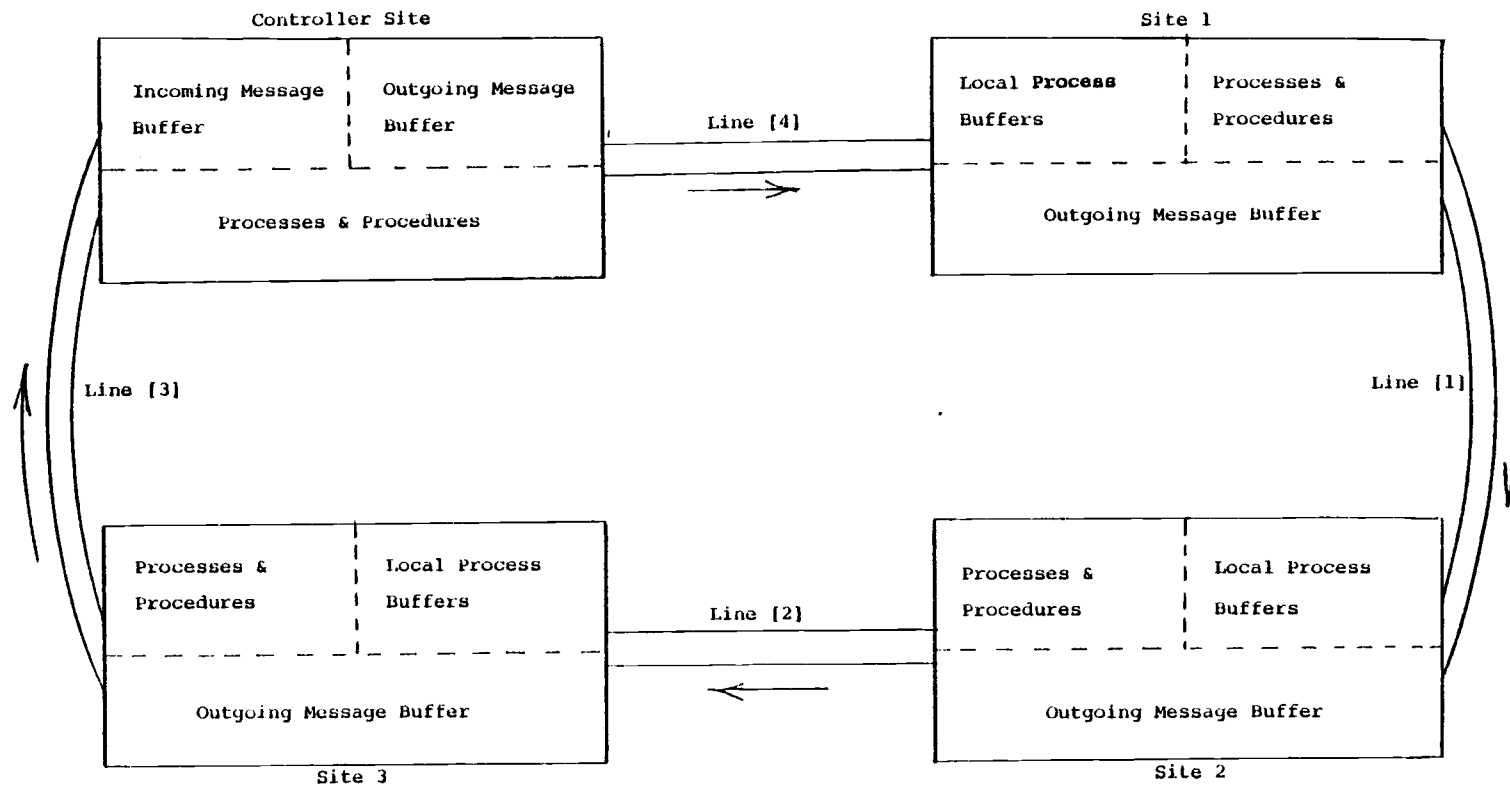 Controller Site
Incoming Message
Buffer
Outgoing Message
Buffer
Processes & Procedures
Line [4]
Site 1
Local Process
Buffers
Processes &
Procedures
Outgoing Message Buffer
Line [3]
Line [1]
Processes &
Procedures
Local Process
Buffers
Outgoing Message Buffer
Site 3
Line [2]
Processes &
Procedures
Local Process
Buffers
Outgoing Message Buffer
Site 2